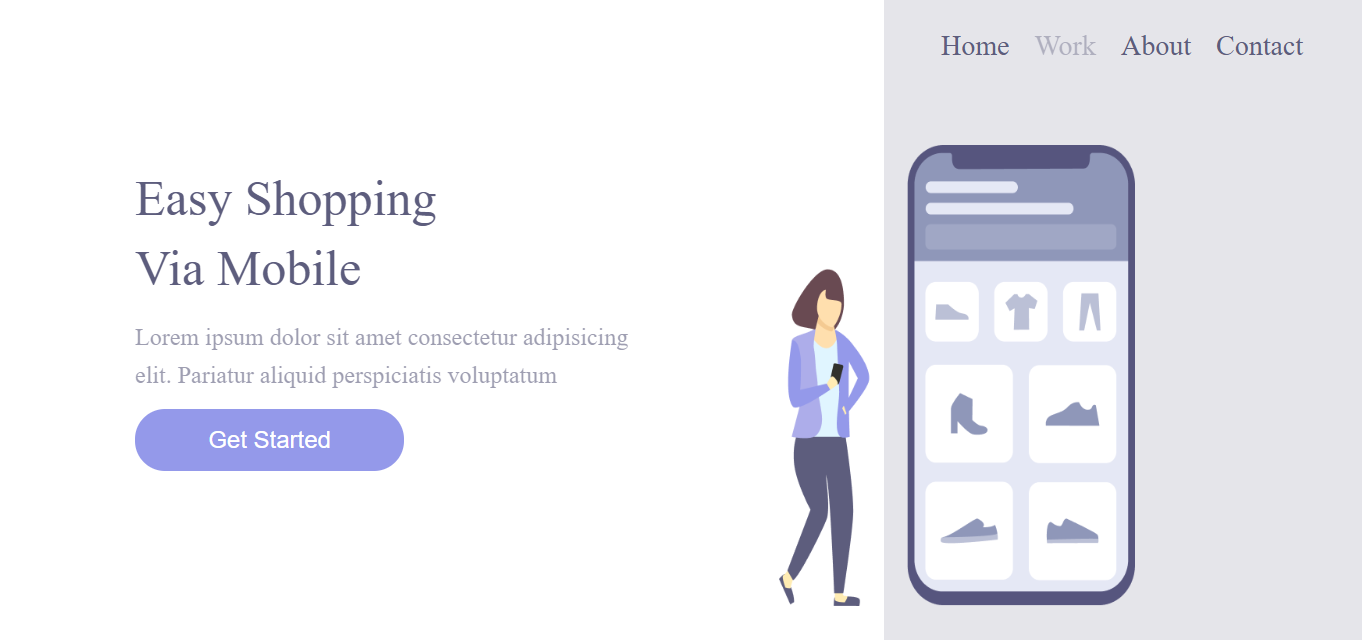 Home Work About Contact
Easy Shopping
Via Mobile
Lorem ipsum dolor sit amet consectetur adipisicing
elit. Pariatur aliquid perspiciatis voluptatum
Get Started